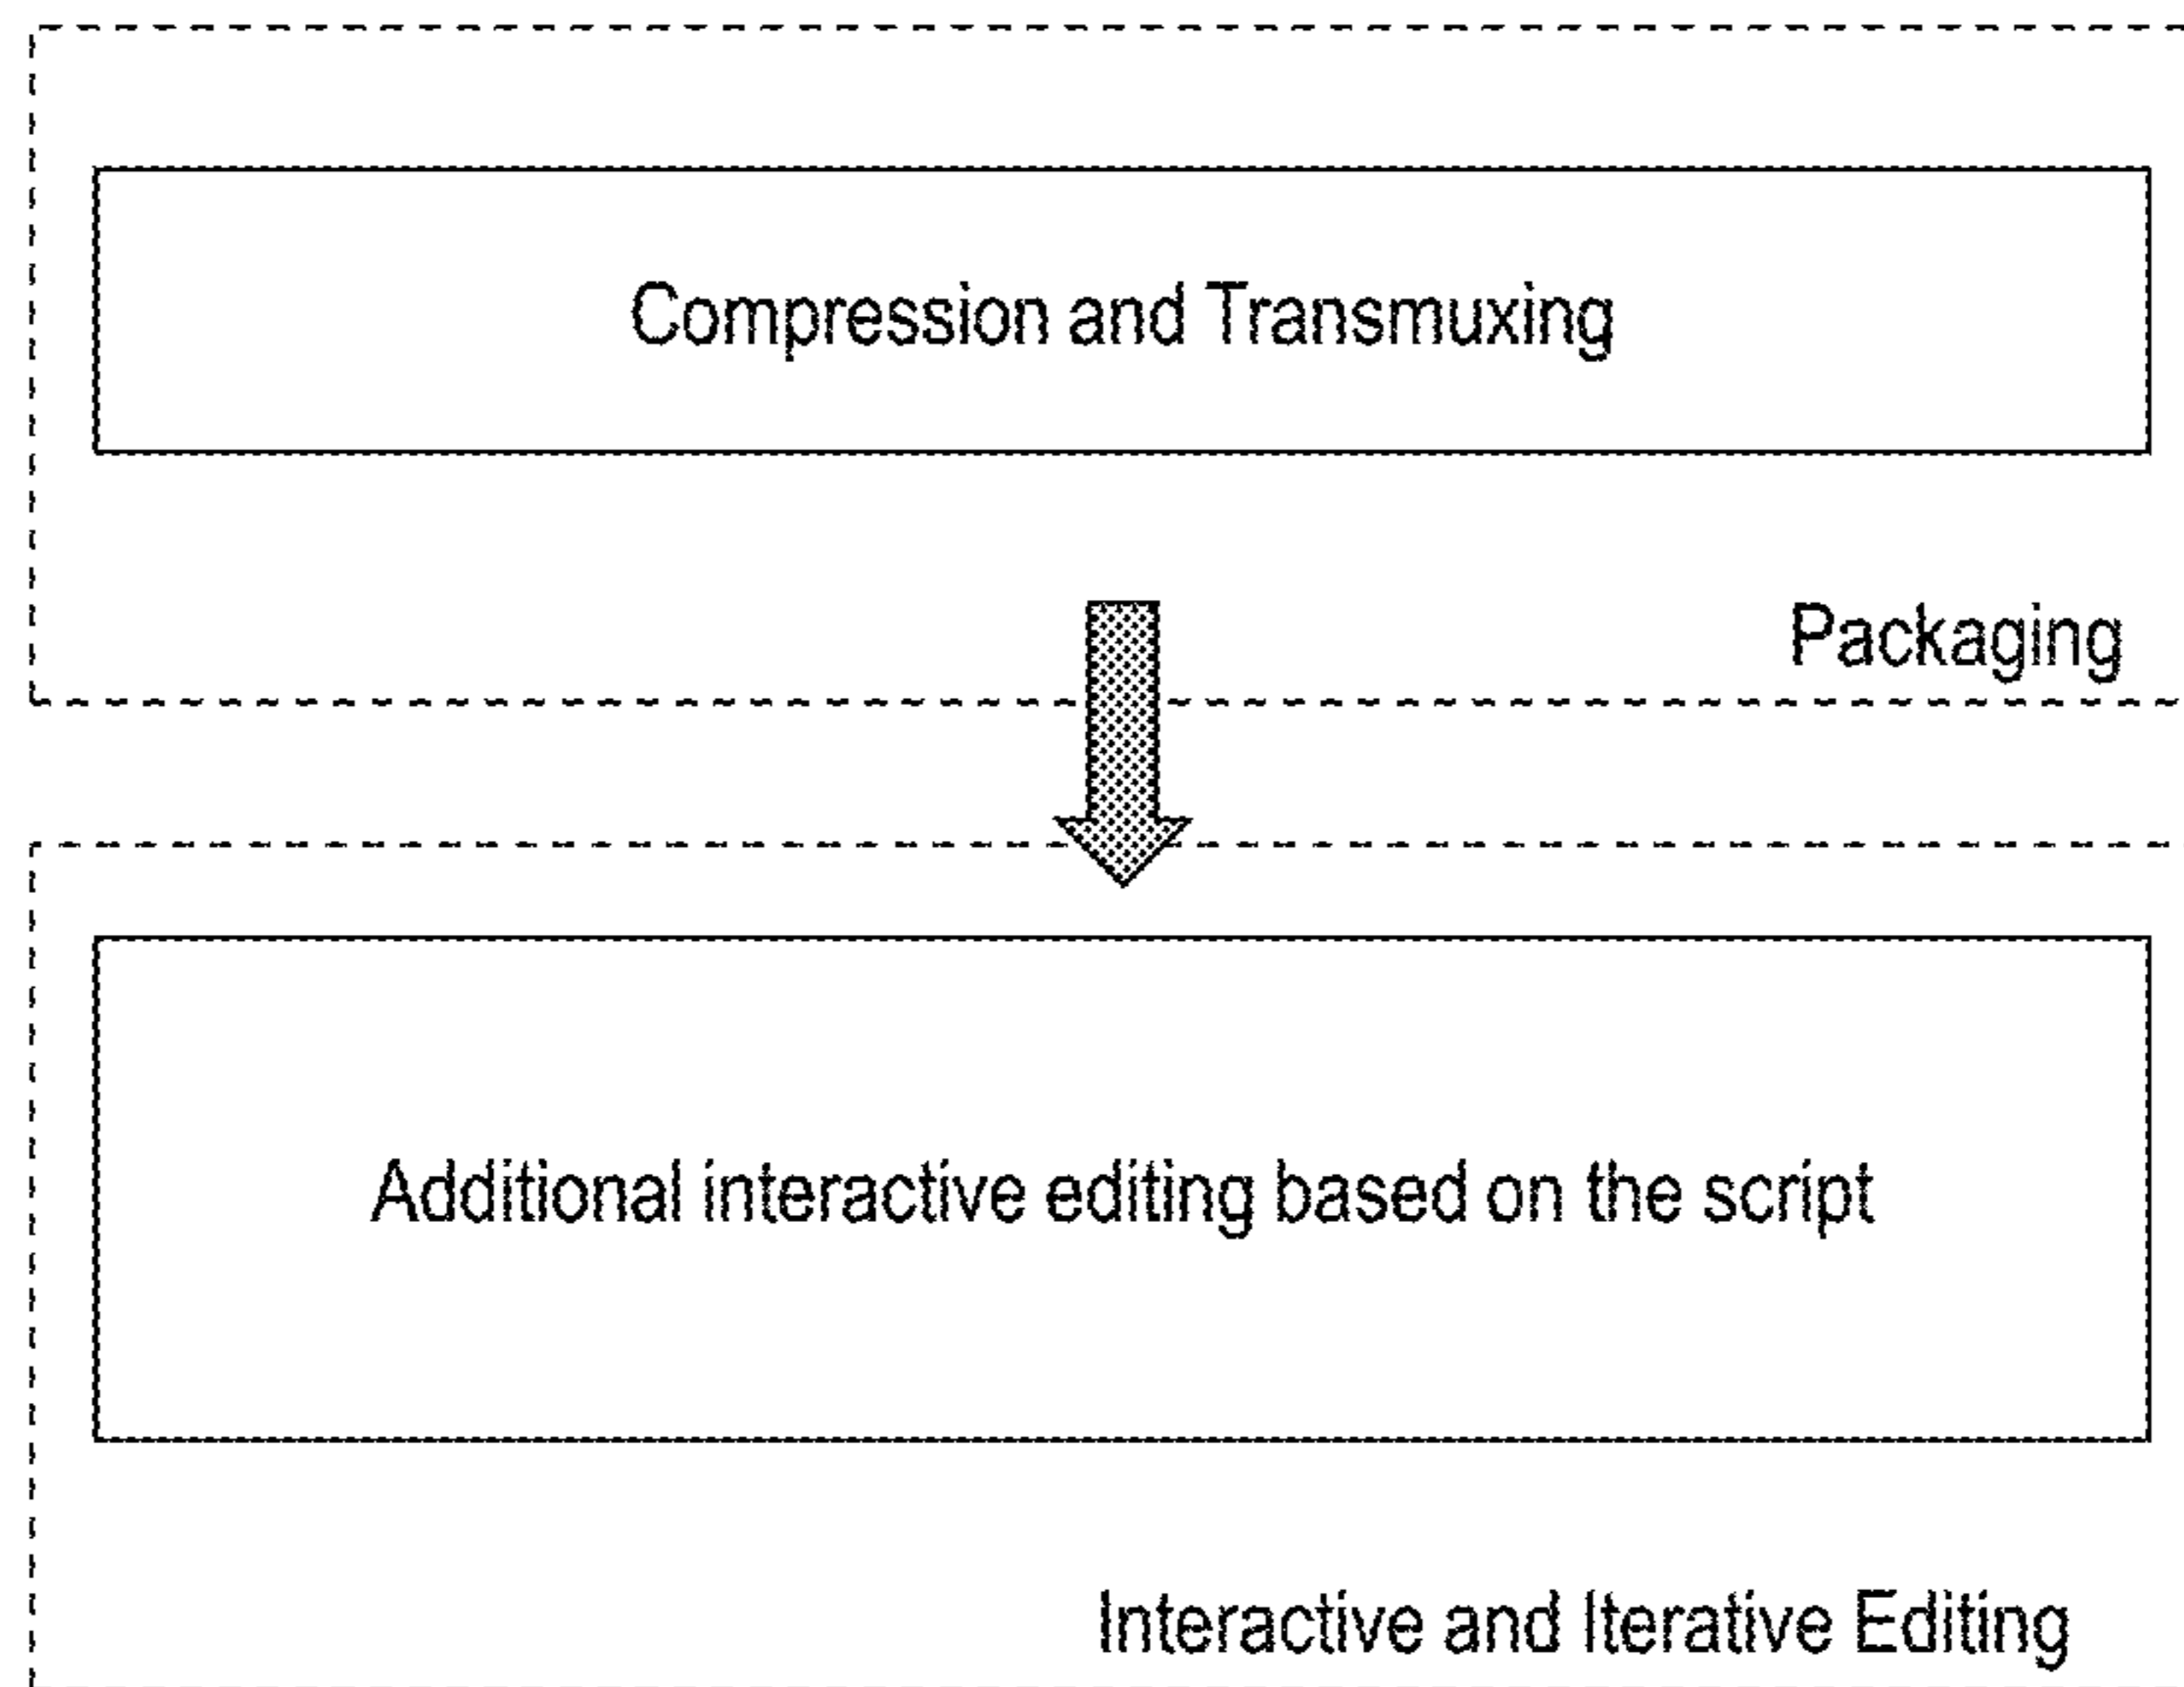 Compression and Transmuxing
Packaging
Additional interactive editing based on the script
Interactive and Iterative Editing